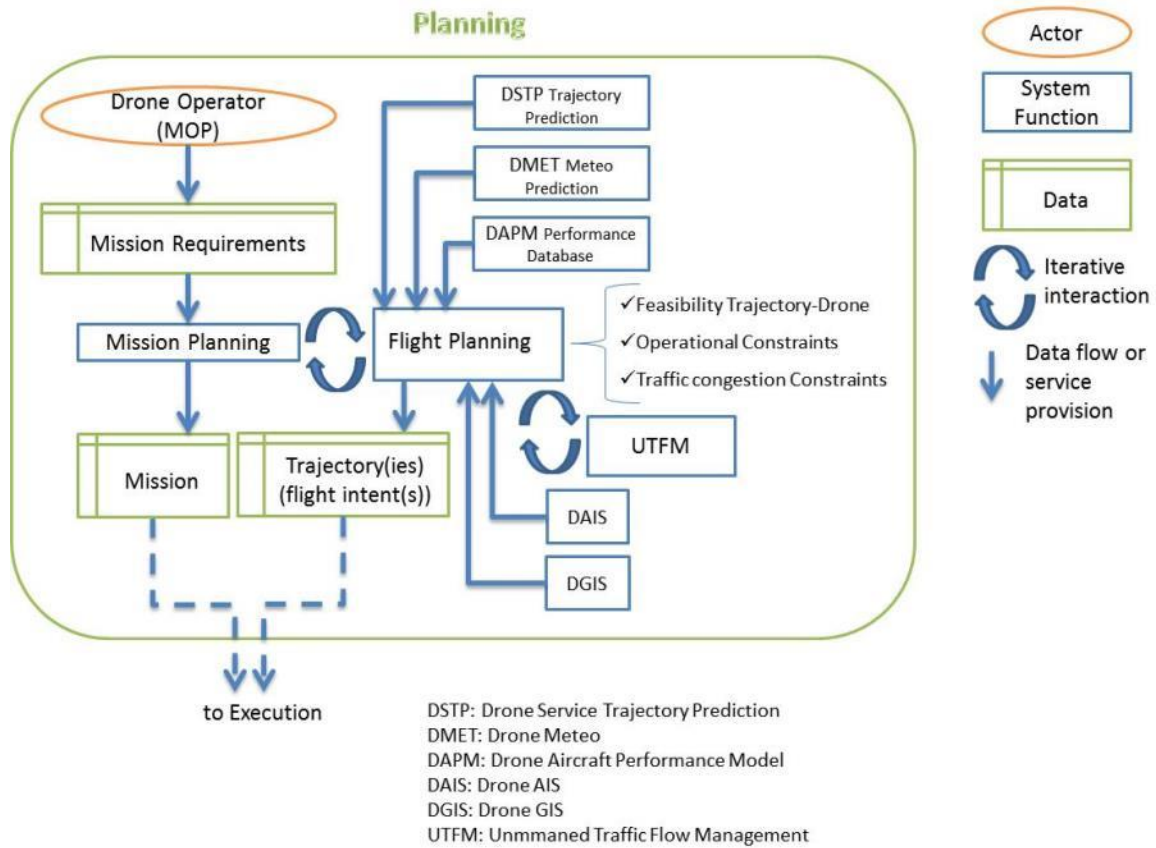 Planning
Drone Operator
(MOP)
Mission Requirements
Mission Planning
Mission
Trajectory(ies)
(flight intent(s))
to Execution
DSTP Trajectory
Prediction
DMET Meteo
Prediction
DAPM Performance
Database
Flight Planning
✓Feasibility Trajectory-Drone
✓Operational Constraints
✓Traffic congestion Constraints
UTFM
DAIS
DGIS
Actor
System
Function
Data
Iterative
interaction
Data flow or
service
provision
DSTP: Drone Service Trajectory Prediction
DMET: Drone Meteo
DAPM: Drone Aircraft Performance Model
DAIS: Drone AIS
DGIS: Drone GIS
UTFM: Unmmaned Traffic Flow Management